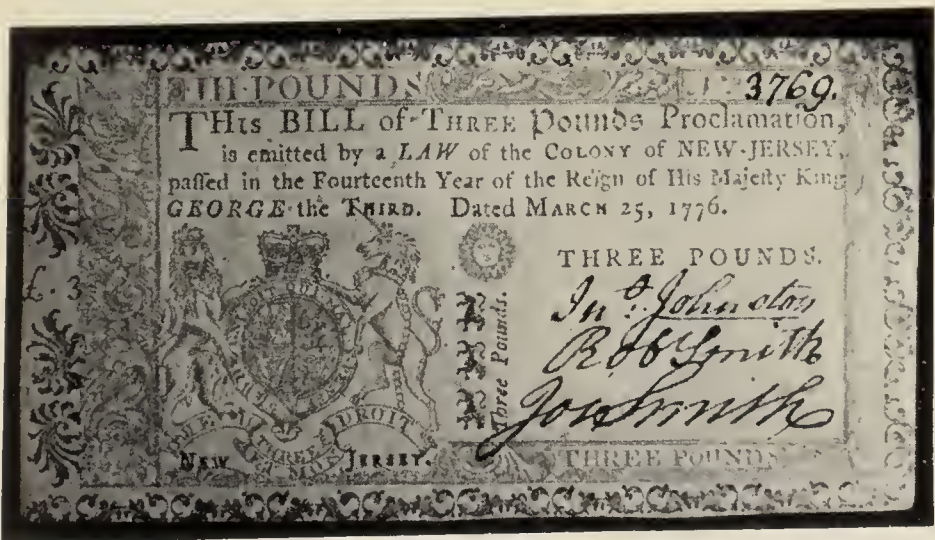 III·POUNDS 3769.
THis BILL of THREE Pounds Proclamation,
is emitted by a LAW of the COLONY of NEW-JERSEY,
paſſed in the Fourteenth Year of the Reign of His Majeſty King
GEORGE the THIRD. Dated MARCH 25, 1776.
THREE POUNDS.
£. 3
Jnº. Johnston
Rob Smith
Jos Smith
Three Pounds.
DROIT
NEW JERSEY.
THREE POUNDS